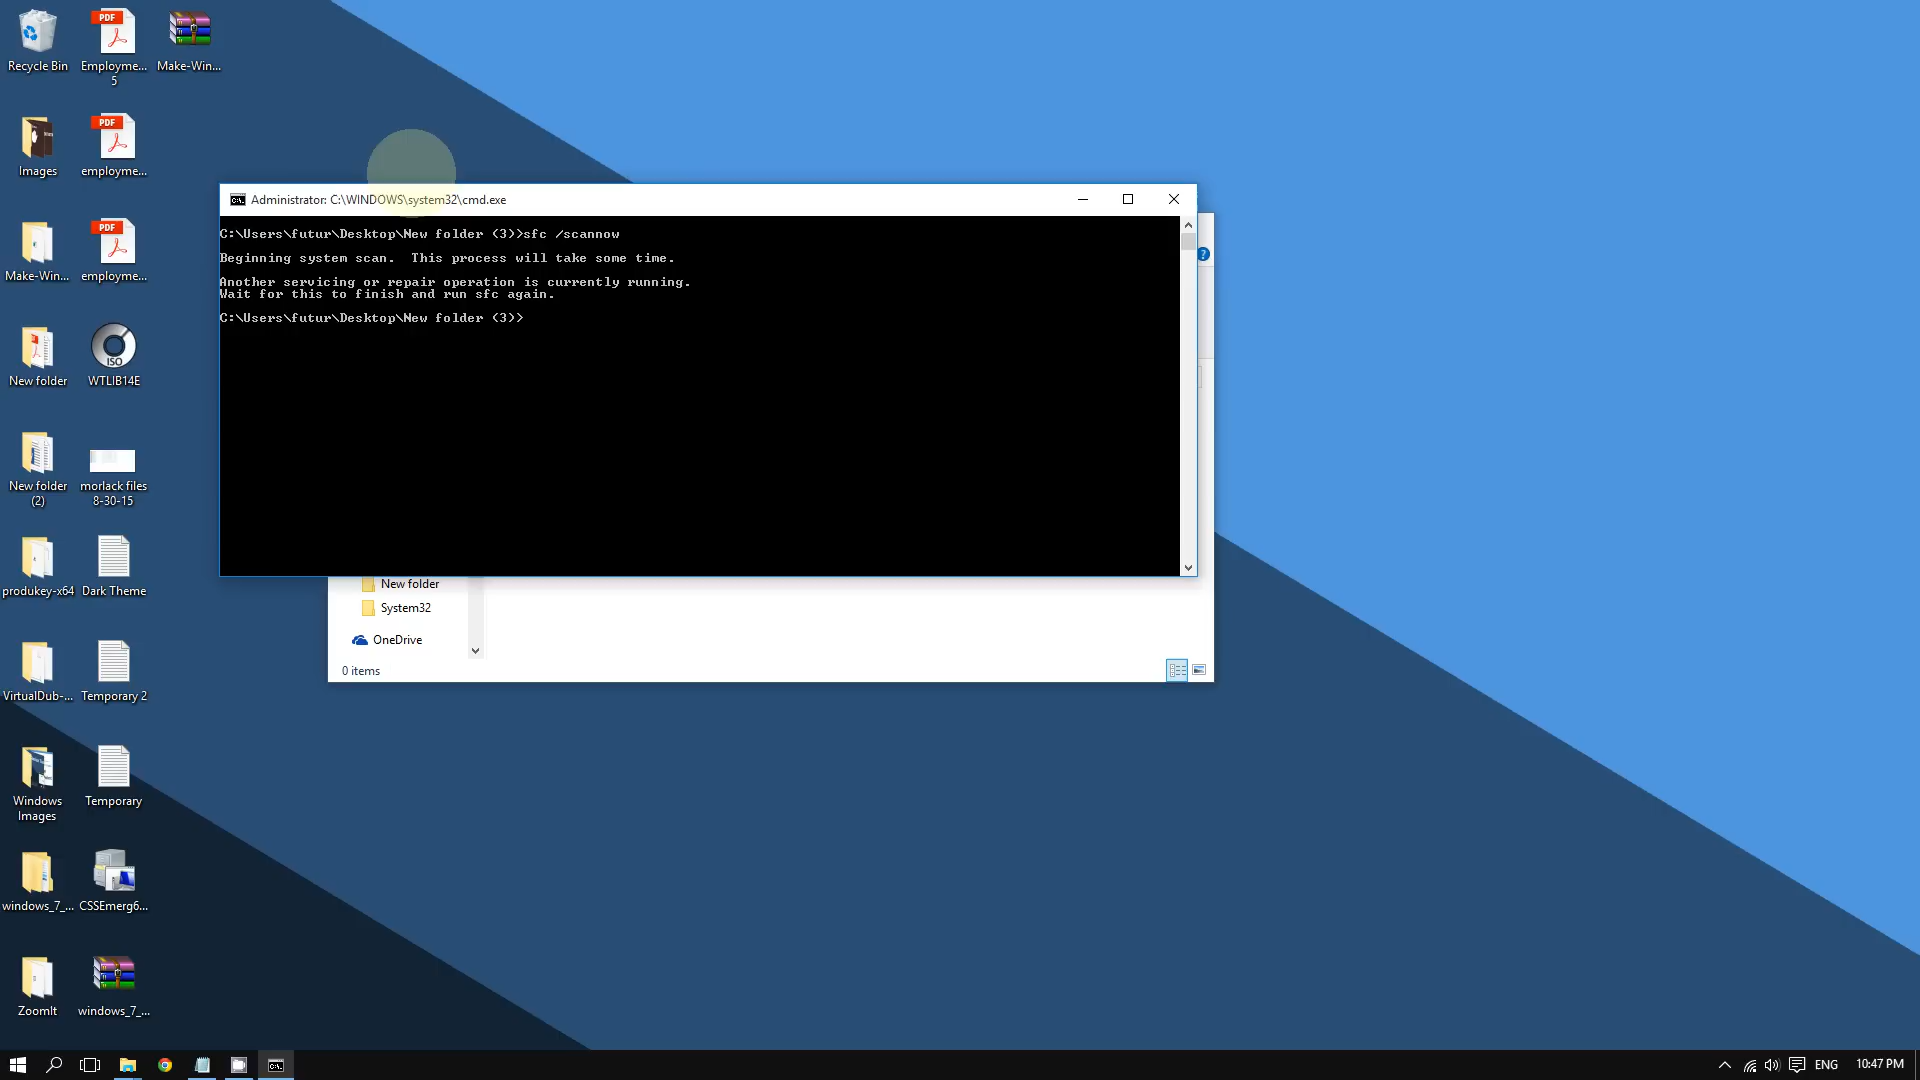 Recycle Bin
Employme...
5
Make-Win...
Images
employme...
Make-Win...
employme...
New folder
ISO
WTLIB14E
New folder
(2)
morlack files
8-30-15
produkey-x64
Dark Theme
VirtualDub-...
Temporary 2
Windows
Images
Temporary
windows_7_...
CSSEmerg6...
ZoomIt
windows_7_...
PDF
PDF
PDF
Administrator: C:\WINDOWS\system32\cmd.exe
C:\Users\futur\Desktop\New folder (3)>sfc /scannow
Beginning system scan.  This process will take some time.
Another servicing or repair operation is currently running.
Wait for this to finish and run sfc again.
C:\Users\futur\Desktop\New folder (3)>
New folder
System32
OneDrive
0 items
ENG
10:47 PM